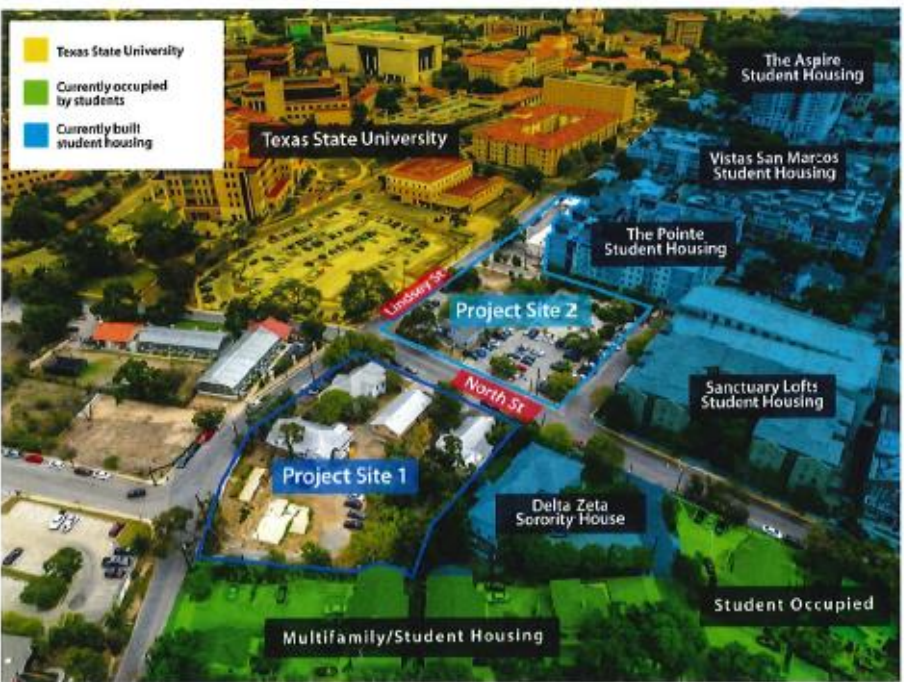 Texas State University
Currently occupied
by students
Currently built
student housing
The Aspire
Student Housing
Texas State University
Vistas San Marcos
Student Housing
The Pointe
Student Housing
Lindsey St
Project Site 2
North St
Sanctuary Lofts
Student Housing
Project Site 1
Delta Zeta
Sorority House
Student Occupied
Multifamily/Student Housing